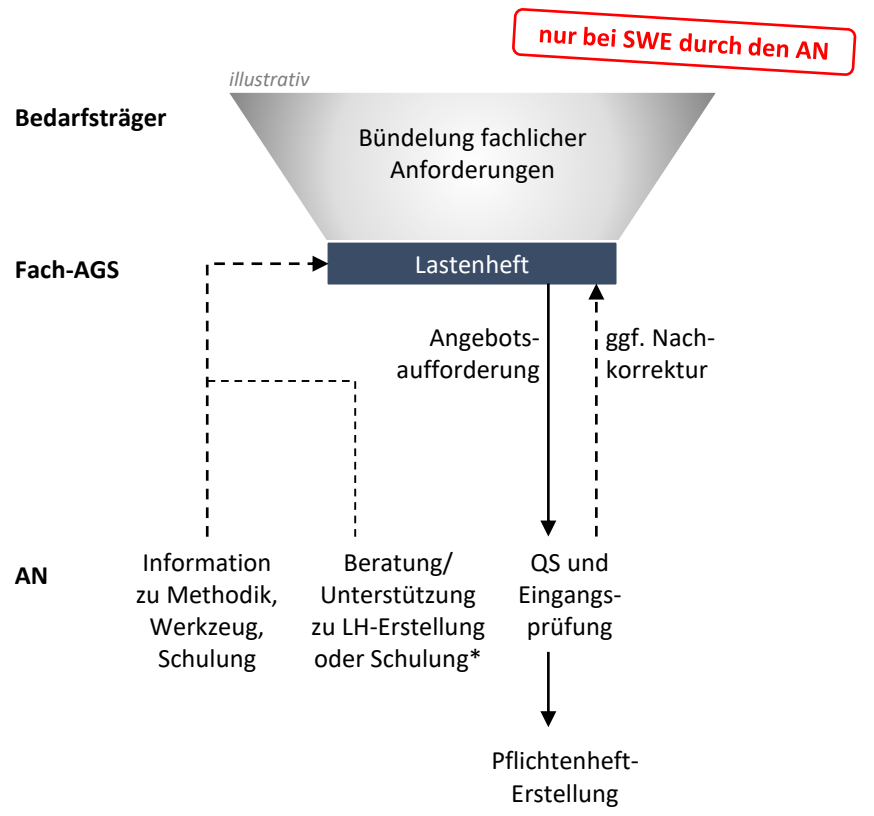 nur bei SWE durch den AN
illustrativ
Bedarfsträger
Bündelung fachlicher
Anforderungen
Fach-AGS
Lastenheft
Angebots-
aufforderung
ggf. Nach-
korrektur
AN
Information
zu Methodik,
Werkzeug,
Schulung
Beratung/
Unterstützung
zu LH-Erstellung
oder Schulung*
QS und
Eingangs-
prüfung
Pflichtenheft-
Erstellung